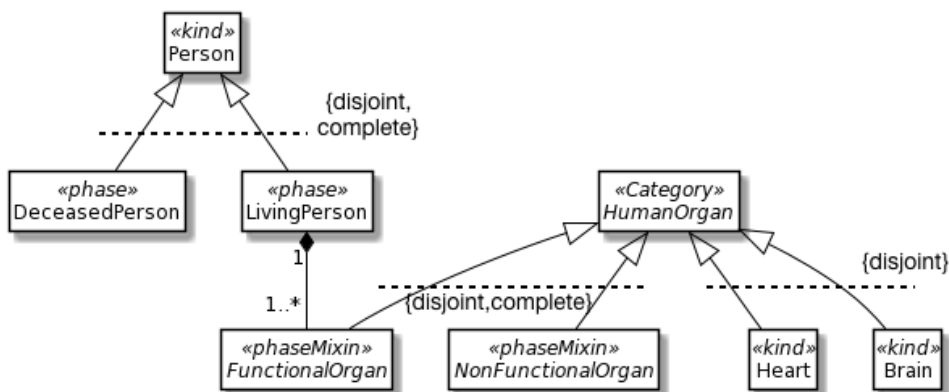 «kind»
Person
{disjoint,
complete}
«phase»
DeceasedPerson
«phase»
LivingPerson
«Category»
HumanOrgan
1
1..*
{disjoint,complete}
{disjoint}
«phaseMixin»
FunctionalOrgan
«phaseMixin»
NonFunctionalOrgan
«kind»
Heart
«kind»
Brain